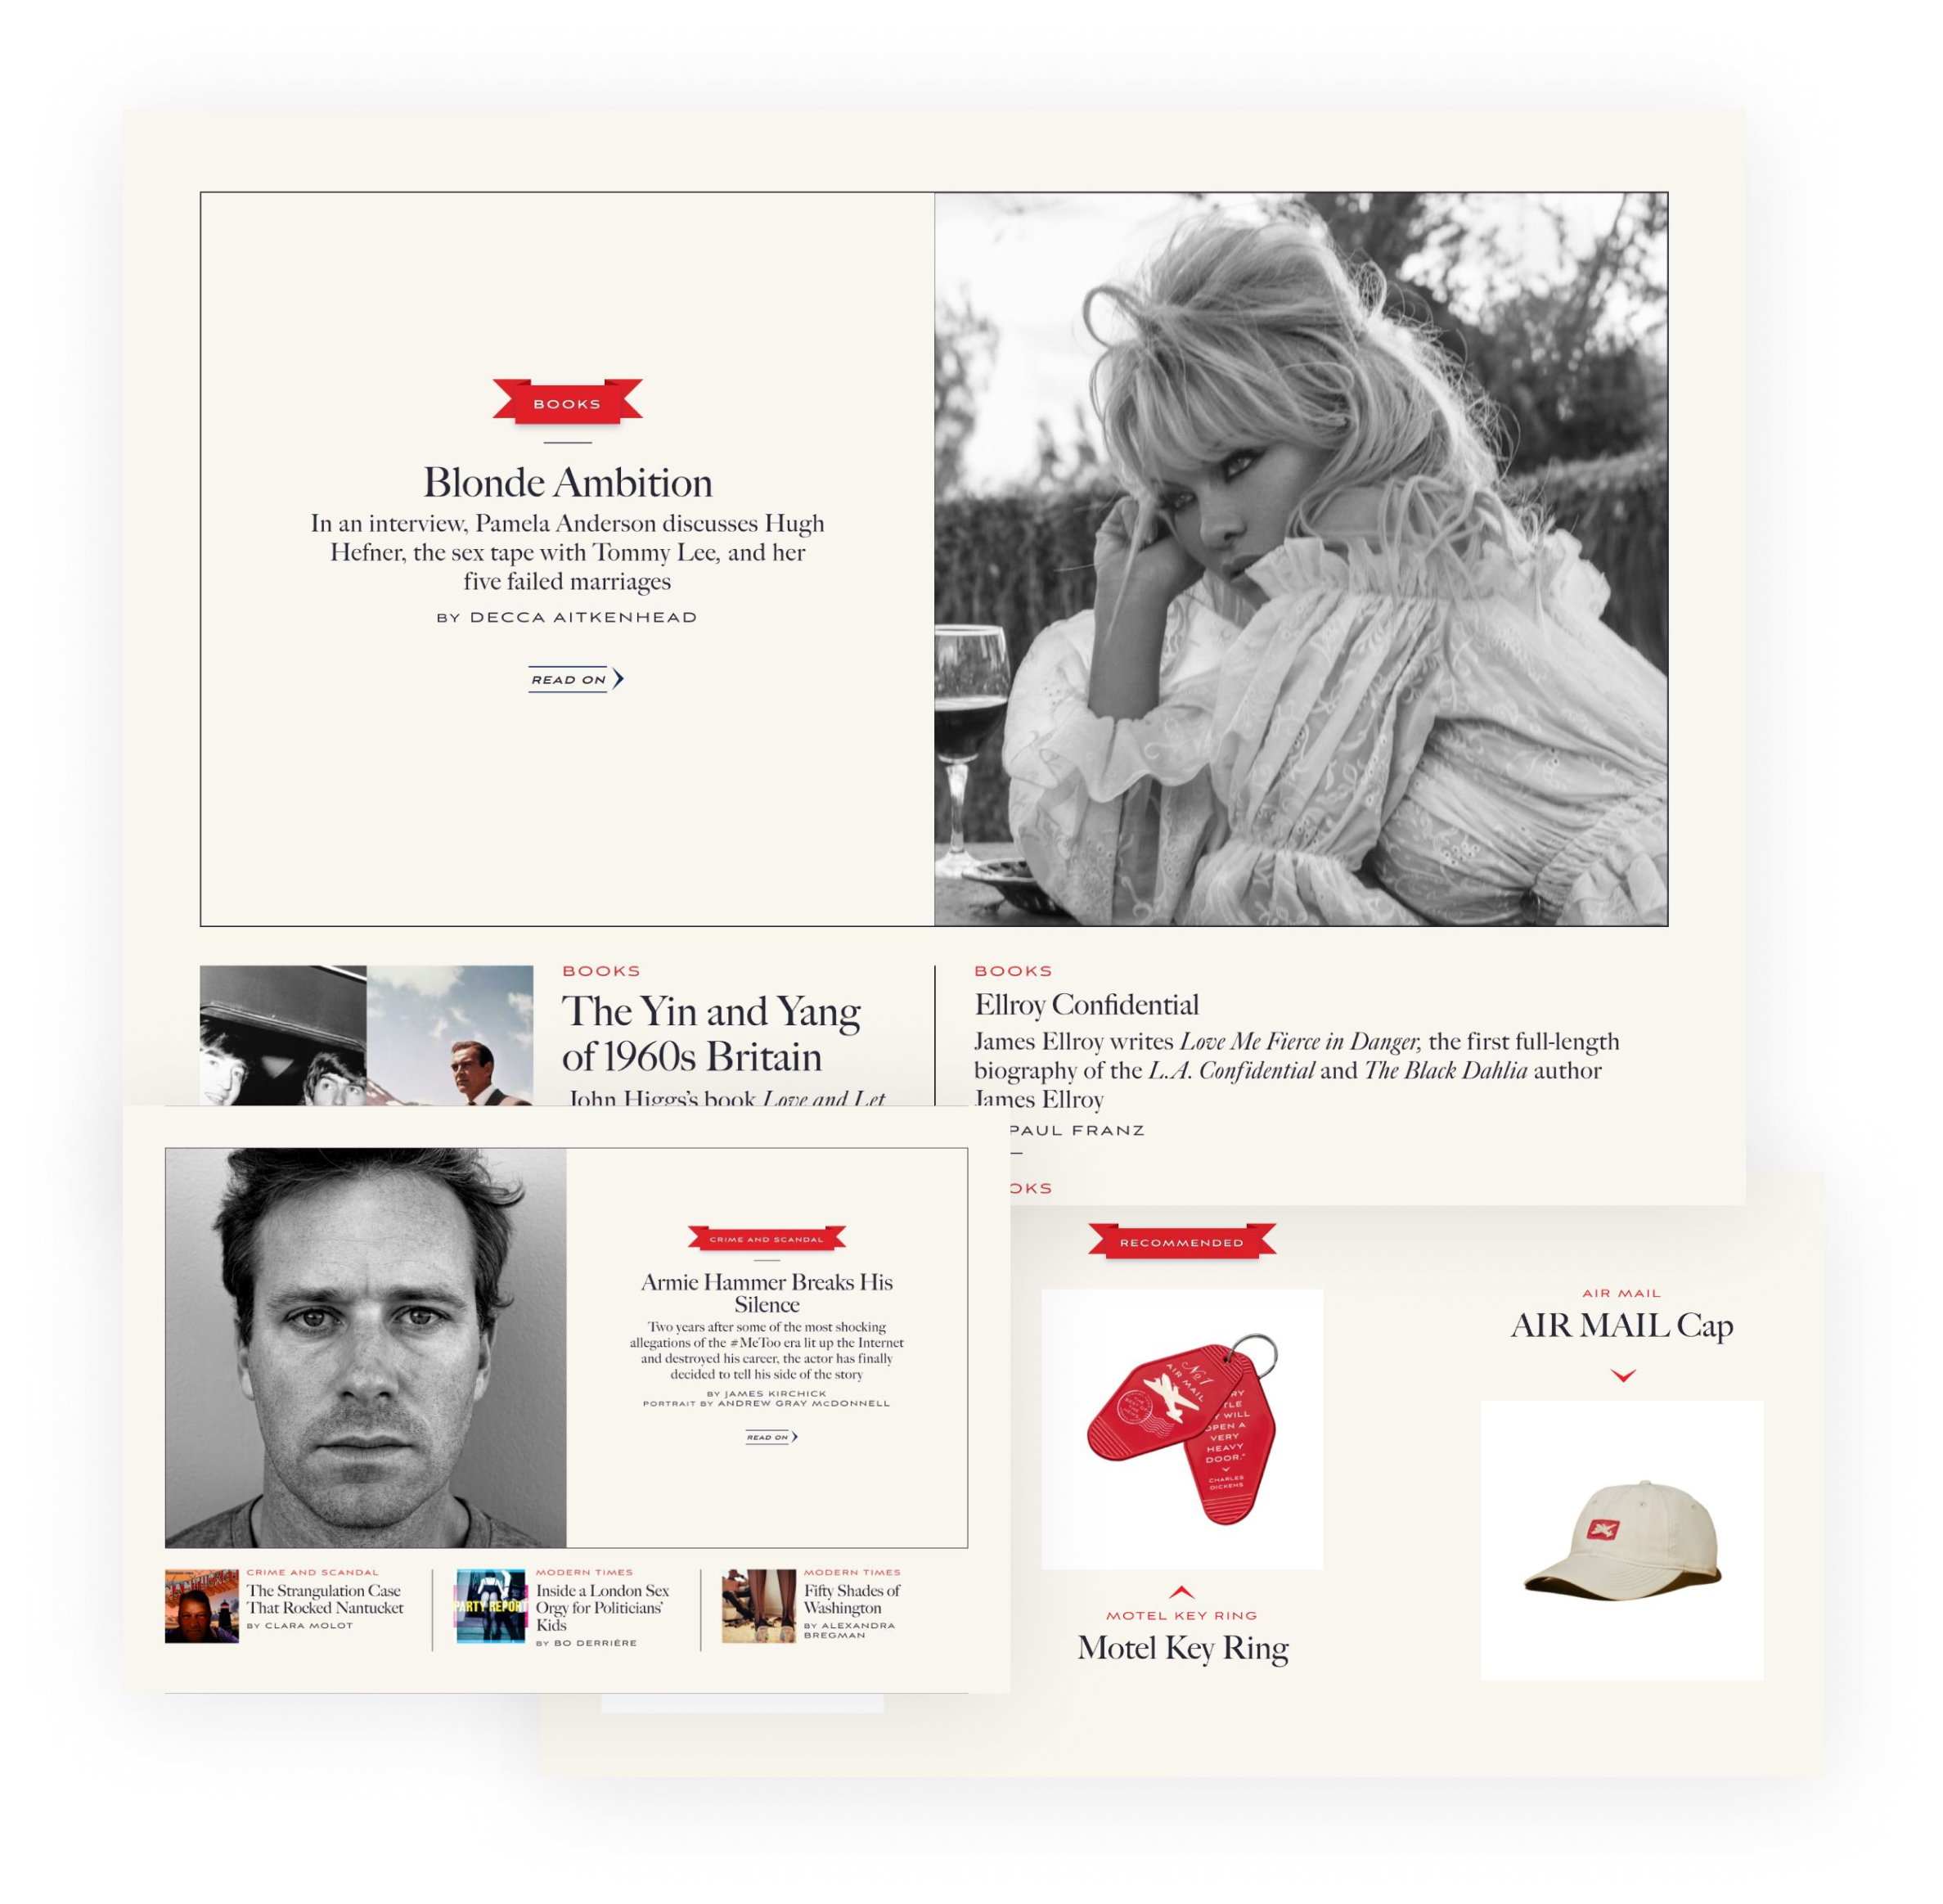 BOOKS
Blonde Ambition
In an interview, Pamela Anderson discusses Hugh
Hefner, the sex tape with Tommy Lee, and her
five failed marriages
BY DECCA AITKENHEAD
READ ON
BOOKS
The Yin and Yang
of 1960s Britain
John Higgs's book Love and Let
BOOKS
Ellroy Confidential
James Ellroy writes Love Me Fierce in Danger, the first full-length
biography of the L.A. Confidential and The Black Dahlia author
James Ellroy
PAUL FRANZ
OKS
CRIME AND SCANDAL
Armie Hammer Breaks His
Silence
Two years after some of the most shocking
allegations of the #MeToo era lit up the Internet
and destroyed his career, the actor has finally
decided to tell his side of the story
BY JAMES KIRCHICK
PORTRAIT BY ANDREW GRAY McDONNELL
READ ON
CRIME AND SCANDAL
The Strangulation Case
That Rocked Nantucket
BY CLARA MOLOT
PARTY REPORT
MODERN TIMES
Inside a London Sex
Orgy for Politicians'
Kids
BY BO DERRIÈRE
MODERN TIMES
Fifty Shades of
Washington
BY ALEXANDRA
BREGMAN
RECOMMENDED
No 1
AIR MAIL
RY
TLE
Y WILL
OPEN A
VERY
HEAVY
DOOR."
CHARLES
DICKENS
MOTEL KEY RING
Motel Key Ring
AIR MAIL
AIR MAIL Cap